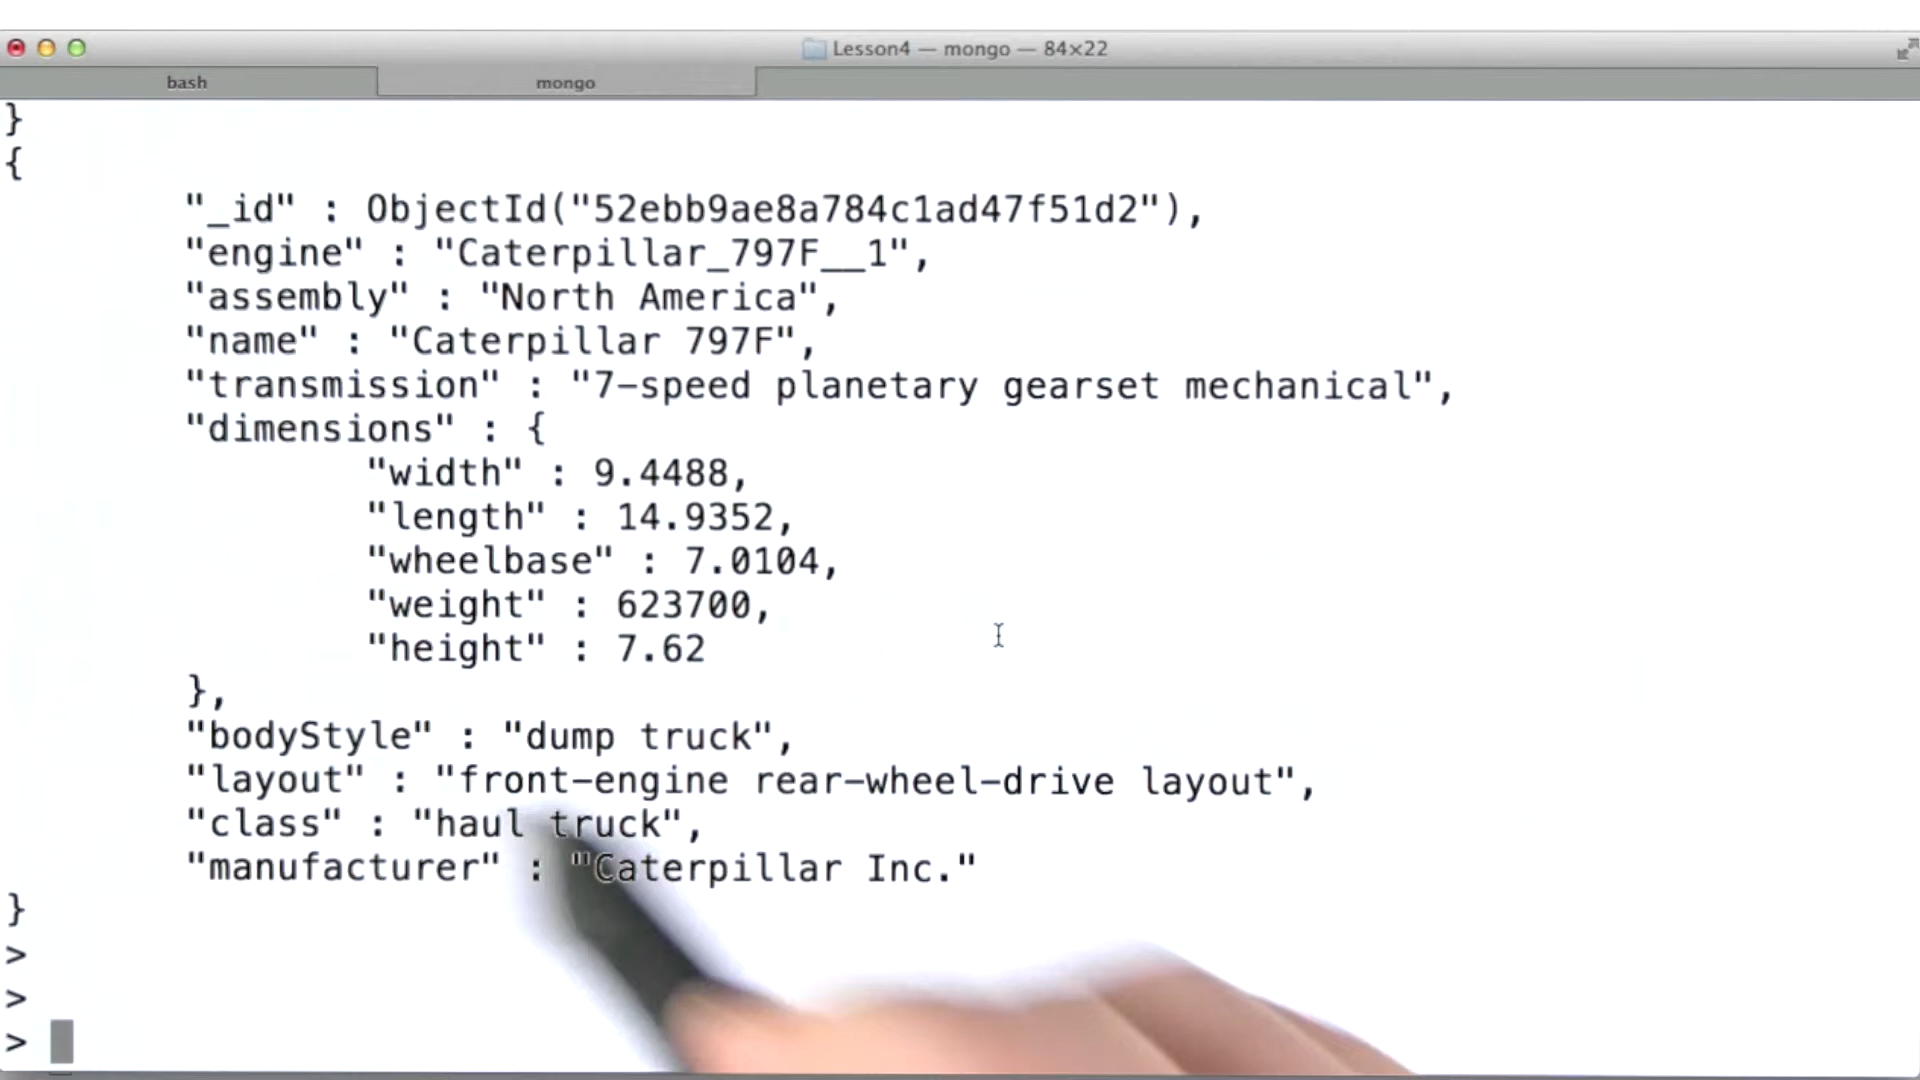 Lesson4 — mongo — 84×22
bash
mongo
}
{
"_id" : ObjectId("52ebb9ae8a784c1ad47f51d2"),
"engine" : "Caterpillar_797F__1",
"assembly" : "North America",
"name" : "Caterpillar 797F",
"transmission" : "7-speed planetary gearset mechanical",
"dimensions" : {
"width" : 9.4488,
"length" : 14.9352,
"wheelbase" : 7.0104,
"weight" : 623700,
"height" : 7.62
},
"bodyStyle" : "dump truck",
"layout" : "front-engine rear-wheel-drive layout",
"class" : "haul truck",
"manufacturer" : "Caterpillar Inc."
}
>
>
>